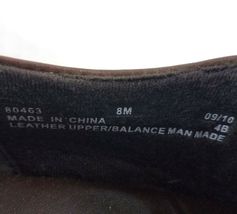 80463 8M 09/10
MADE IN CHINA 4B
LEATHER UPPER/BALANCE MAN MADE